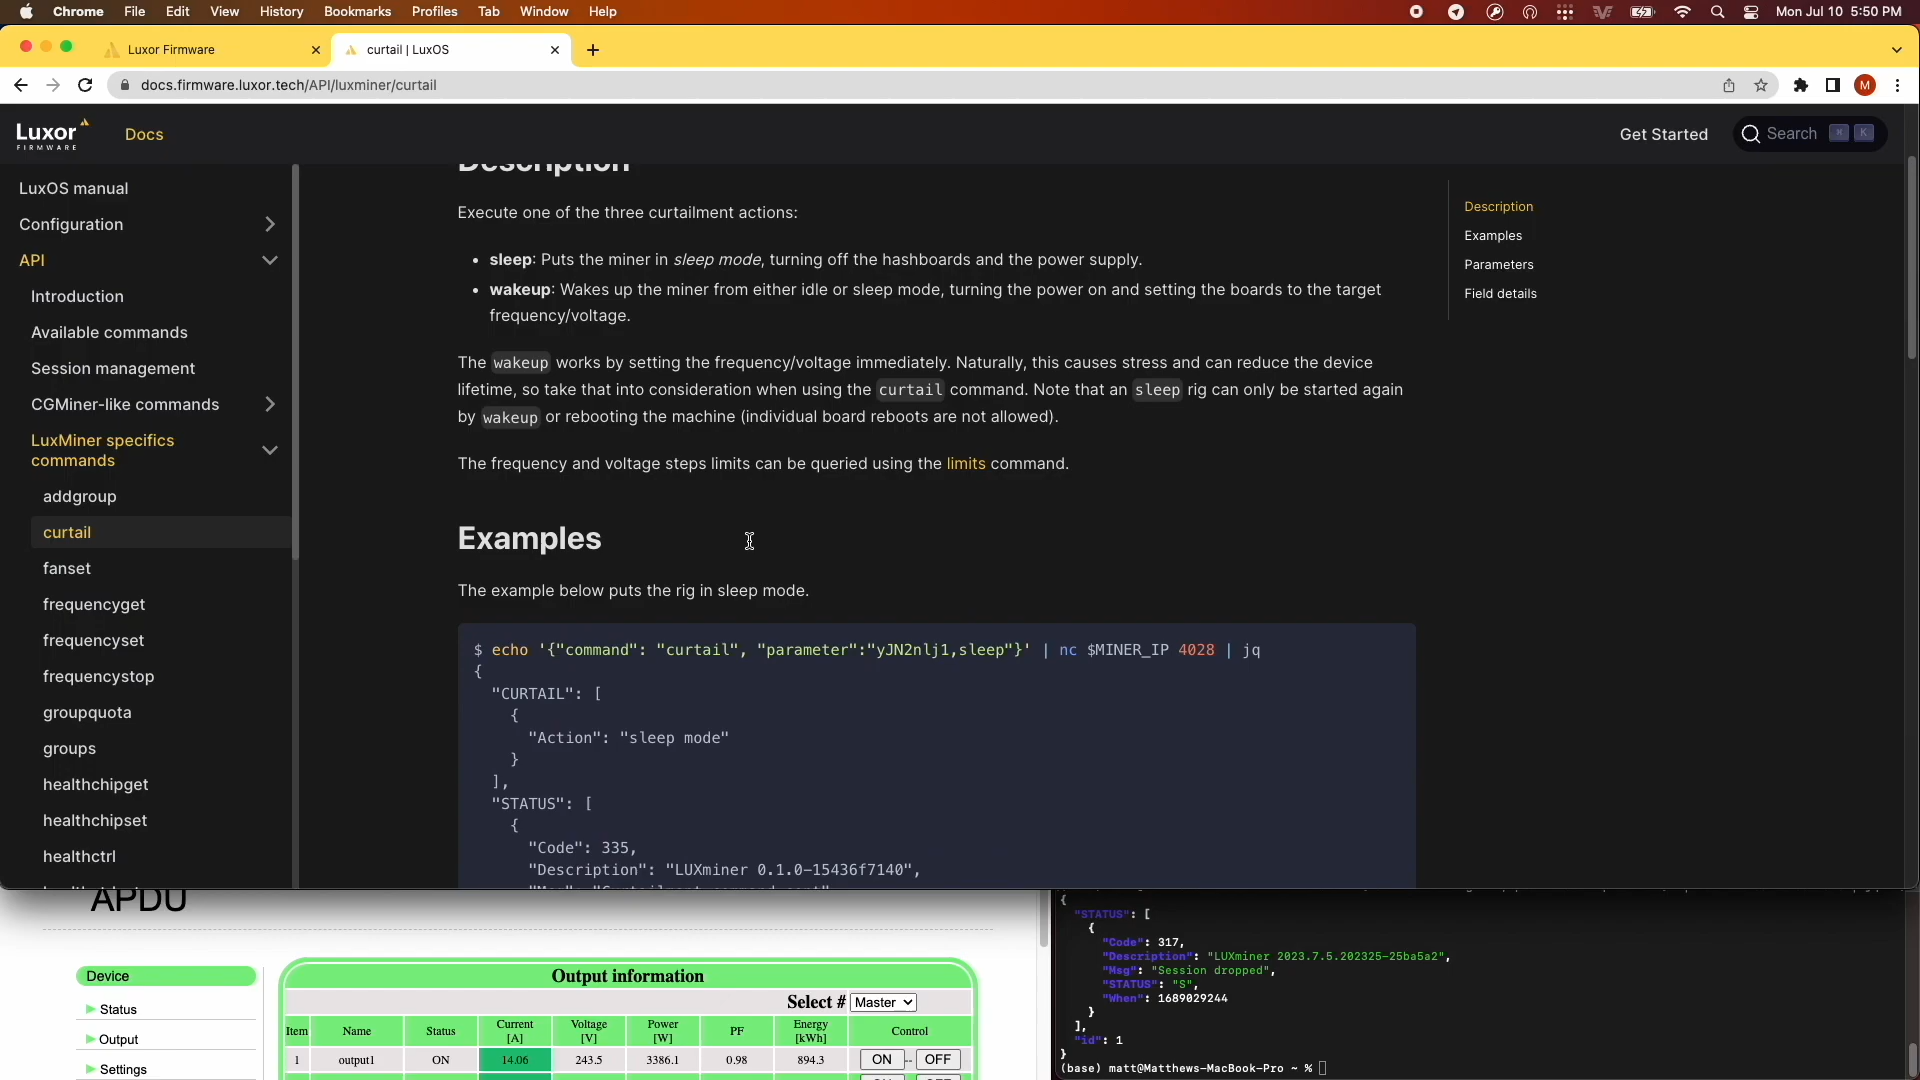 Chrome File Edit View History Bookmarks Profiles Tab Window Help Mon Jul 10 5:50 PM
Luxor Firmware
curtail | LuxOS
docs.firmware.luxor.tech/API/luxminer/curtail
M
Luxor
FIRMWARE
Docs
Get Started
Search ⌘ K
LuxOS manual
Configuration
API
Introduction
Available commands
Session management
CGMiner-like commands
LuxMiner specifics
commands
addgroup
curtail
fanset
frequencyget
frequencyset
frequencystop
groupquota
groups
healthchipget
healthchipset
healthctrl
Description
Execute one of the three curtailment actions:
• sleep: Puts the miner in sleep mode, turning off the hashboards and the power supply.
• wakeup: Wakes up the miner from either idle or sleep mode, turning the power on and setting the boards to the target
frequency/voltage.
The wakeup works by setting the frequency/voltage immediately. Naturally, this causes stress and can reduce the device
lifetime, so take that into consideration when using the curtail command. Note that an sleep rig can only be started again
by wakeup or rebooting the machine (individual board reboots are not allowed).
The frequency and voltage steps limits can be queried using the limits command.
Examples
The example below puts the rig in sleep mode.
$ echo '{"command": "curtail", "parameter":"yJN2nlj1,sleep"}' | nc $MINER_IP 4028 | jq
{
"CURTAIL": [
{
"Action": "sleep mode"
}
],
"STATUS": [
{
"Code": 335,
"Description": "LUXminer 0.1.0-15436f7140",
Description
Examples
Parameters
Field details
APDU
Device
Status
Output
Settings
Output information
Select # Master
Item Name Status Current [A] Voltage [V] Power [W] PF Energy [kWh] Control
1 output1 ON 14.06 243.5 3386.1 0.98 894.3 ON -- OFF
{
"STATUS": [
{
"Code": 317,
"Description": "LUXminer 2023.7.5.202325-25ba5a2",
"Msg": "Session dropped",
"STATUS": "S",
"When": 1689029244
}
],
"id": 1
}
(base) matt@Matthews-MacBook-Pro ~ %